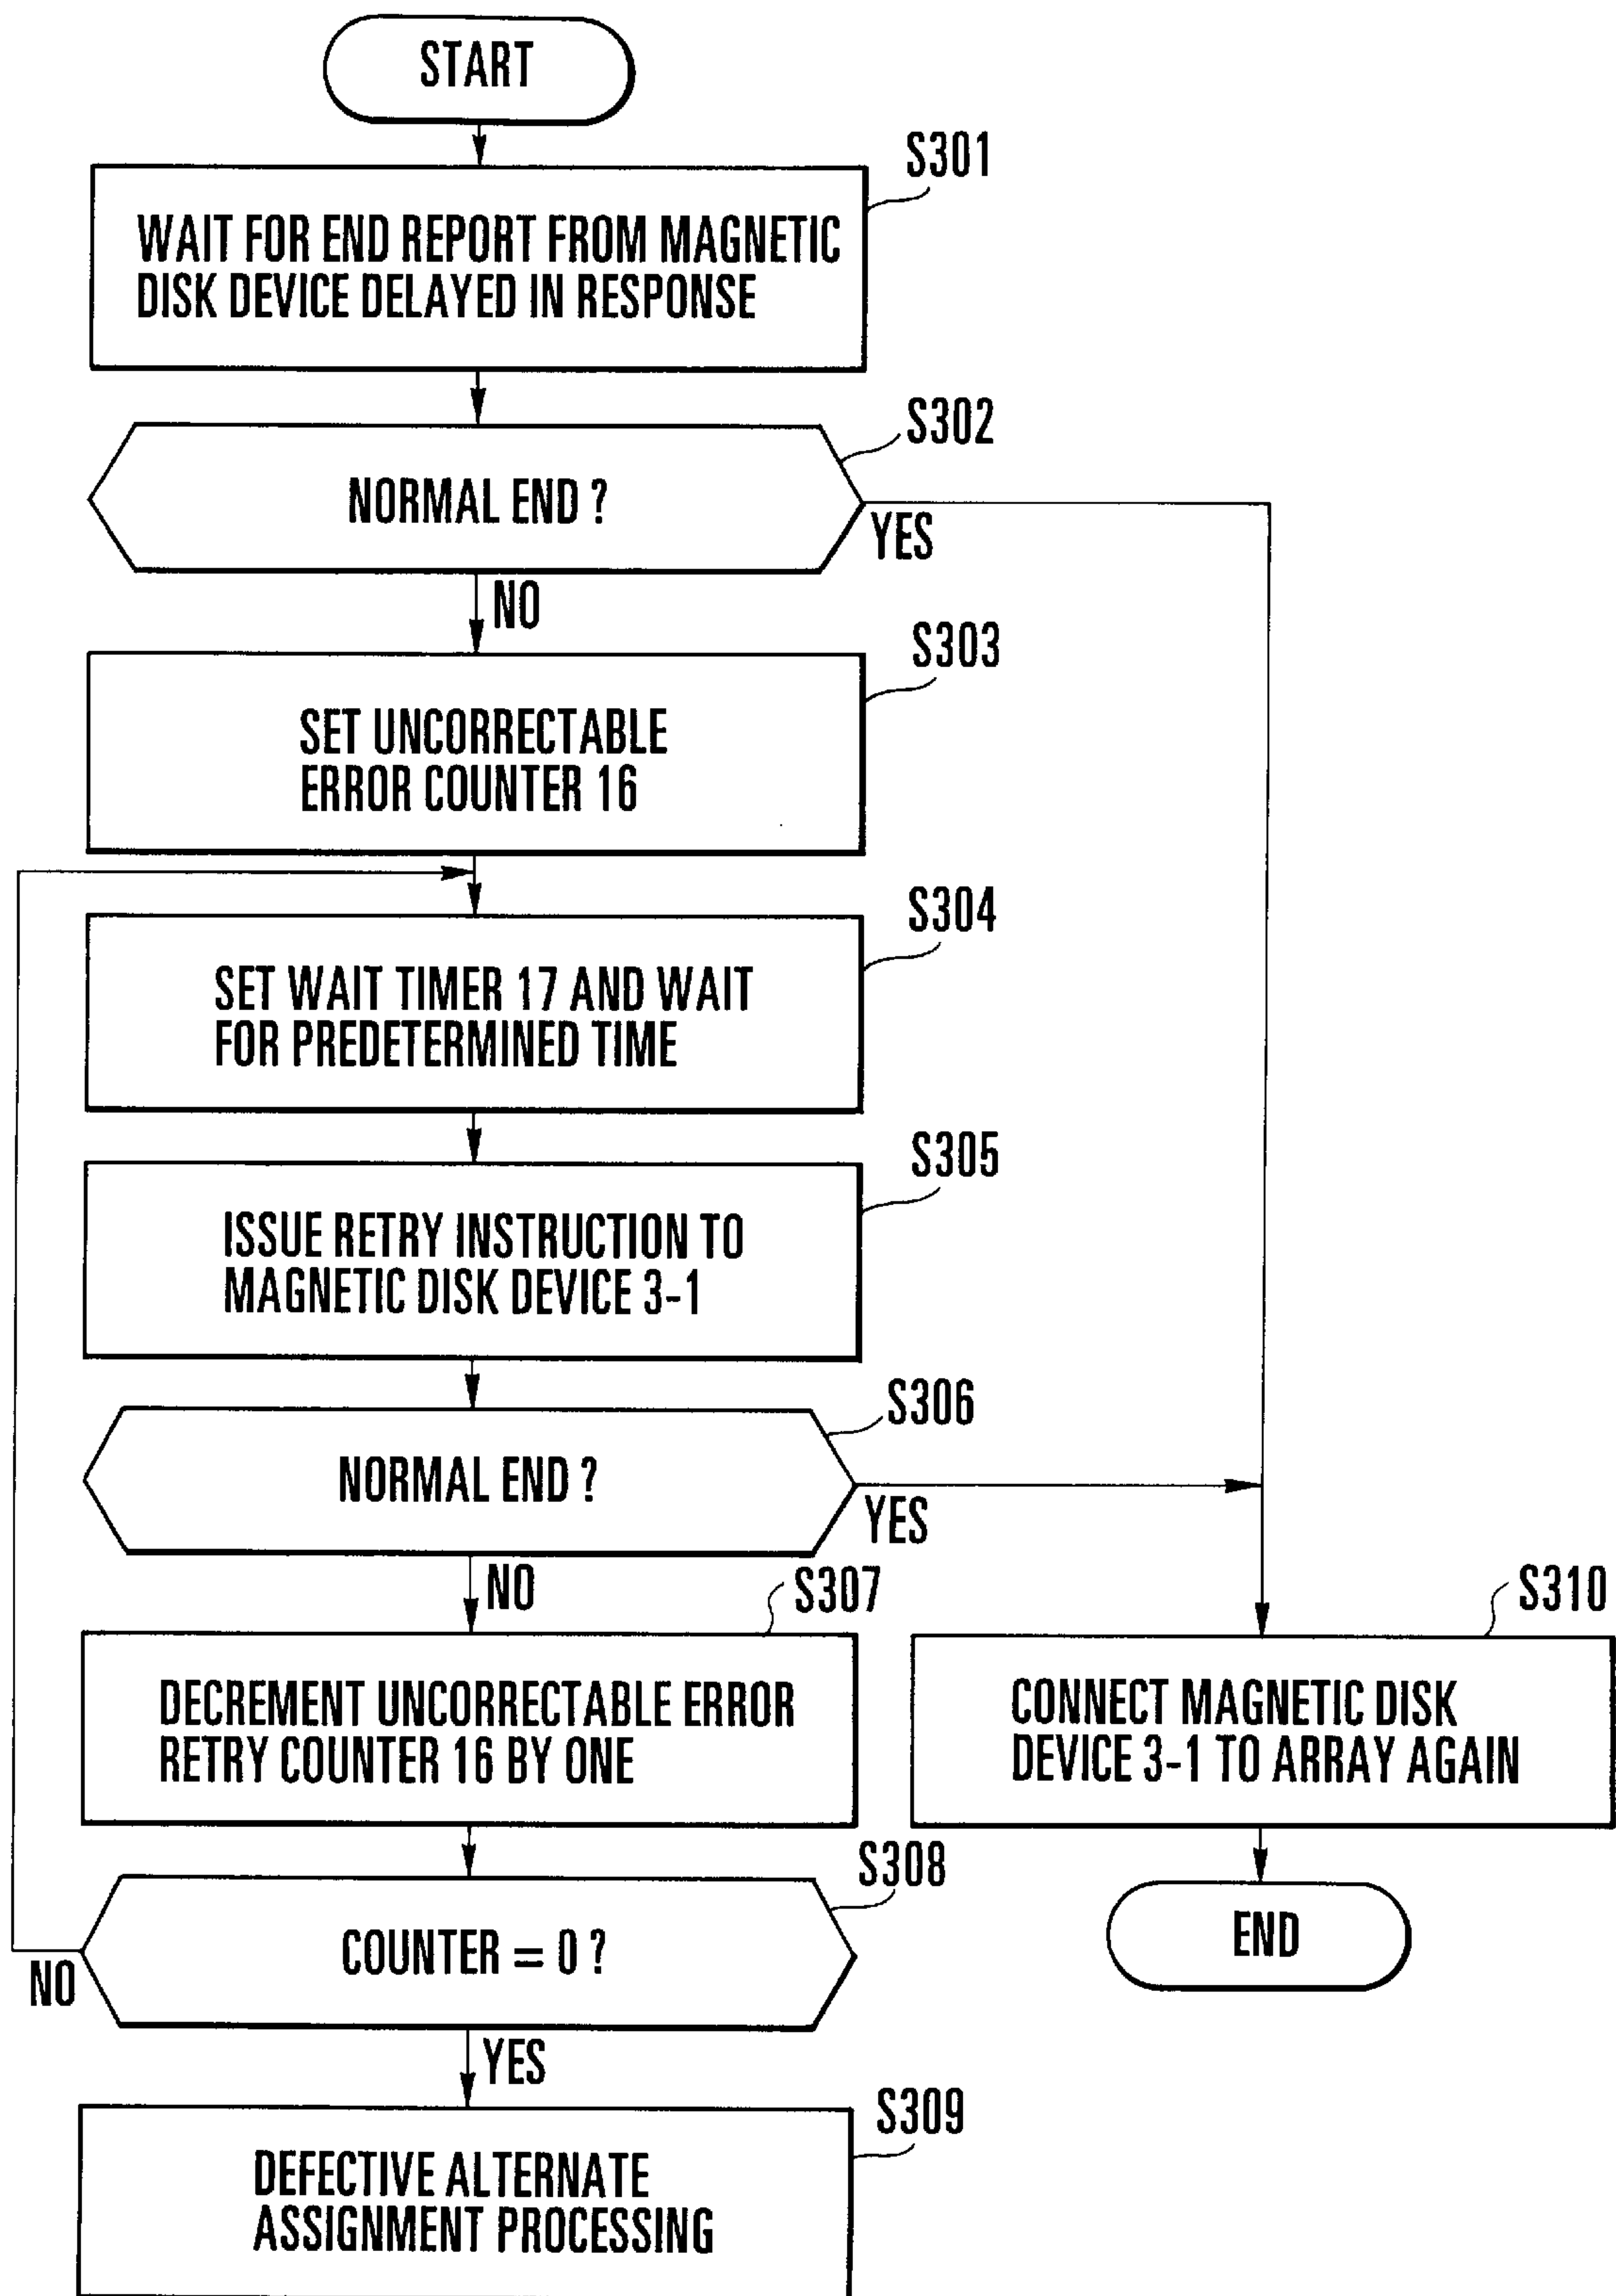 START
S301
WAIT FOR END REPORT FROM MAGNETIC
DISK DEVICE DELAYED IN RESPONSE
S302
NORMAL END ?
YES
NO
S303
SET UNCORRECTABLE
ERROR COUNTER 16
S304
SET WAIT TIMER 17 AND WAIT
FOR PREDETERMINED TIME
S305
ISSUE RETRY INSTRUCTION TO
MAGNETIC DISK DEVICE 3-1
S306
NORMAL END ?
YES
NO
S307
DECREMENT UNCORRECTABLE ERROR
RETRY COUNTER 16 BY ONE
S310
CONNECT MAGNETIC DISK
DEVICE 3-1 TO ARRAY AGAIN
S308
COUNTER = 0 ?
NO
END
YES
S309
DEFECTIVE ALTERNATE
ASSIGNMENT PROCESSING